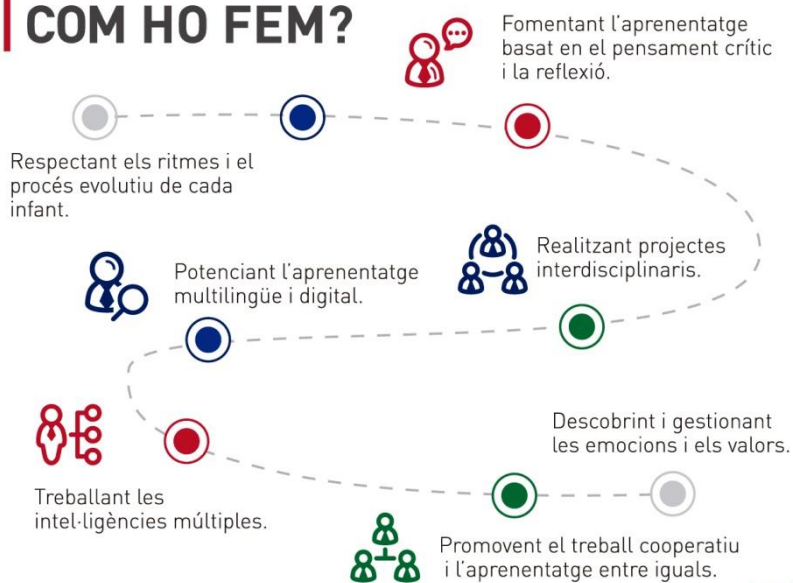 COM HO FEM?
Fomentant l'aprenentatge
basat en el pensament crític
i la reflexió.
Respectant els ritmes i el
procés evolutiu de cada
infant.
Realitzant projectes
interdisciplinaris.
Potenciant l'aprenentatge
multilingüe i digital.
Treballant les
intel·ligències múltiples.
Descobrint i gestionant
les emocions i els valors.
Promovent el treball cooperatiu
i l'aprenentatge entre iguals.